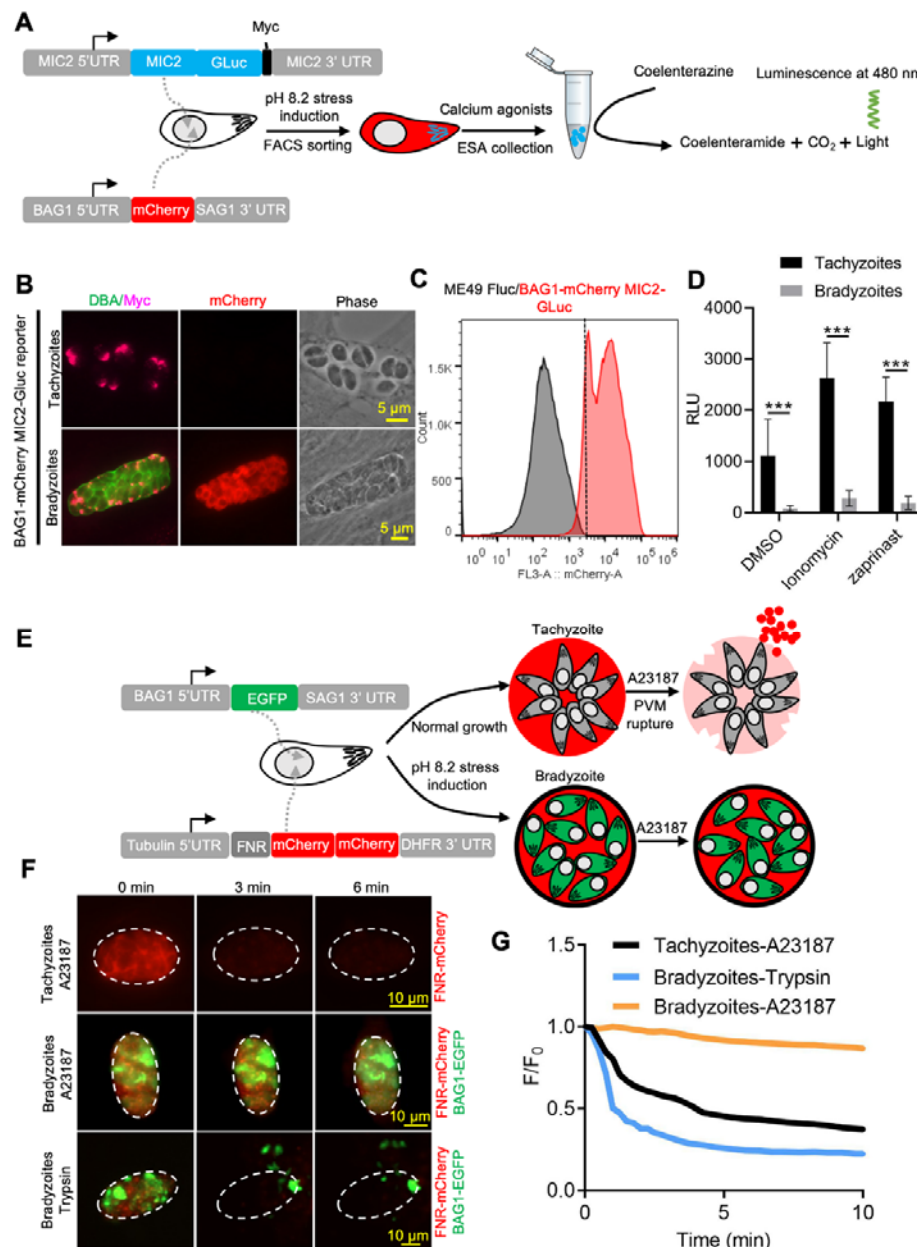 A
Myc
MIC2 5'UTR MIC2 GLuc MIC2 3' UTR
pH 8.2 stress
induction
FACS sorting
Calcium agonists
ESA collection
Coelenterazine
Luminescence at 480 nm
Coelenteramide + CO2 + Light
BAG1 5'UTR mCherry SAG1 3' UTR
B
DBA/Myc mCherry Phase
BAG1-mCherry MIC2-Gluc reporter
Tachyzoites
5 µm
Bradyzoites
5 µm
C
ME49 Fluc/BAG1-mCherry MIC2-
GLuc
Count
1.5K
1.0K
500
0
10^0 10^1 10^2 10^3 10^4 10^5 10^6
FL3-A :: mCherry-A
D
Tachyzoites
Bradyzoites
RLU
4000
3000
2000
1000
0
*** *** ***
DMSO
Ionomycin
zaprinast
E
BAG1 5'UTR EGFP SAG1 3' UTR
Normal growth
pH 8.2 stress
induction
Tubulin 5'UTR FNR mCherry mCherry DHFR 3' UTR
Tachyzoite
A23187
PVM
rupture
Bradyzoite
A23187
F
0 min 3 min 6 min
Tachyzoites
A23187
10 µm
FNR-mCherry
Bradyzoites
A23187
10 µm
FNR-mCherry
BAG1-EGFP
Bradyzoites
Trypsin
10 µm
FNR-mCherry
BAG1-EGFP
G
Tachyzoites-A23187
Bradyzoites-Trypsin
Bradyzoites-A23187
F/F0
1.5
1.0
0.5
0.0
0 5 10
Time (min)